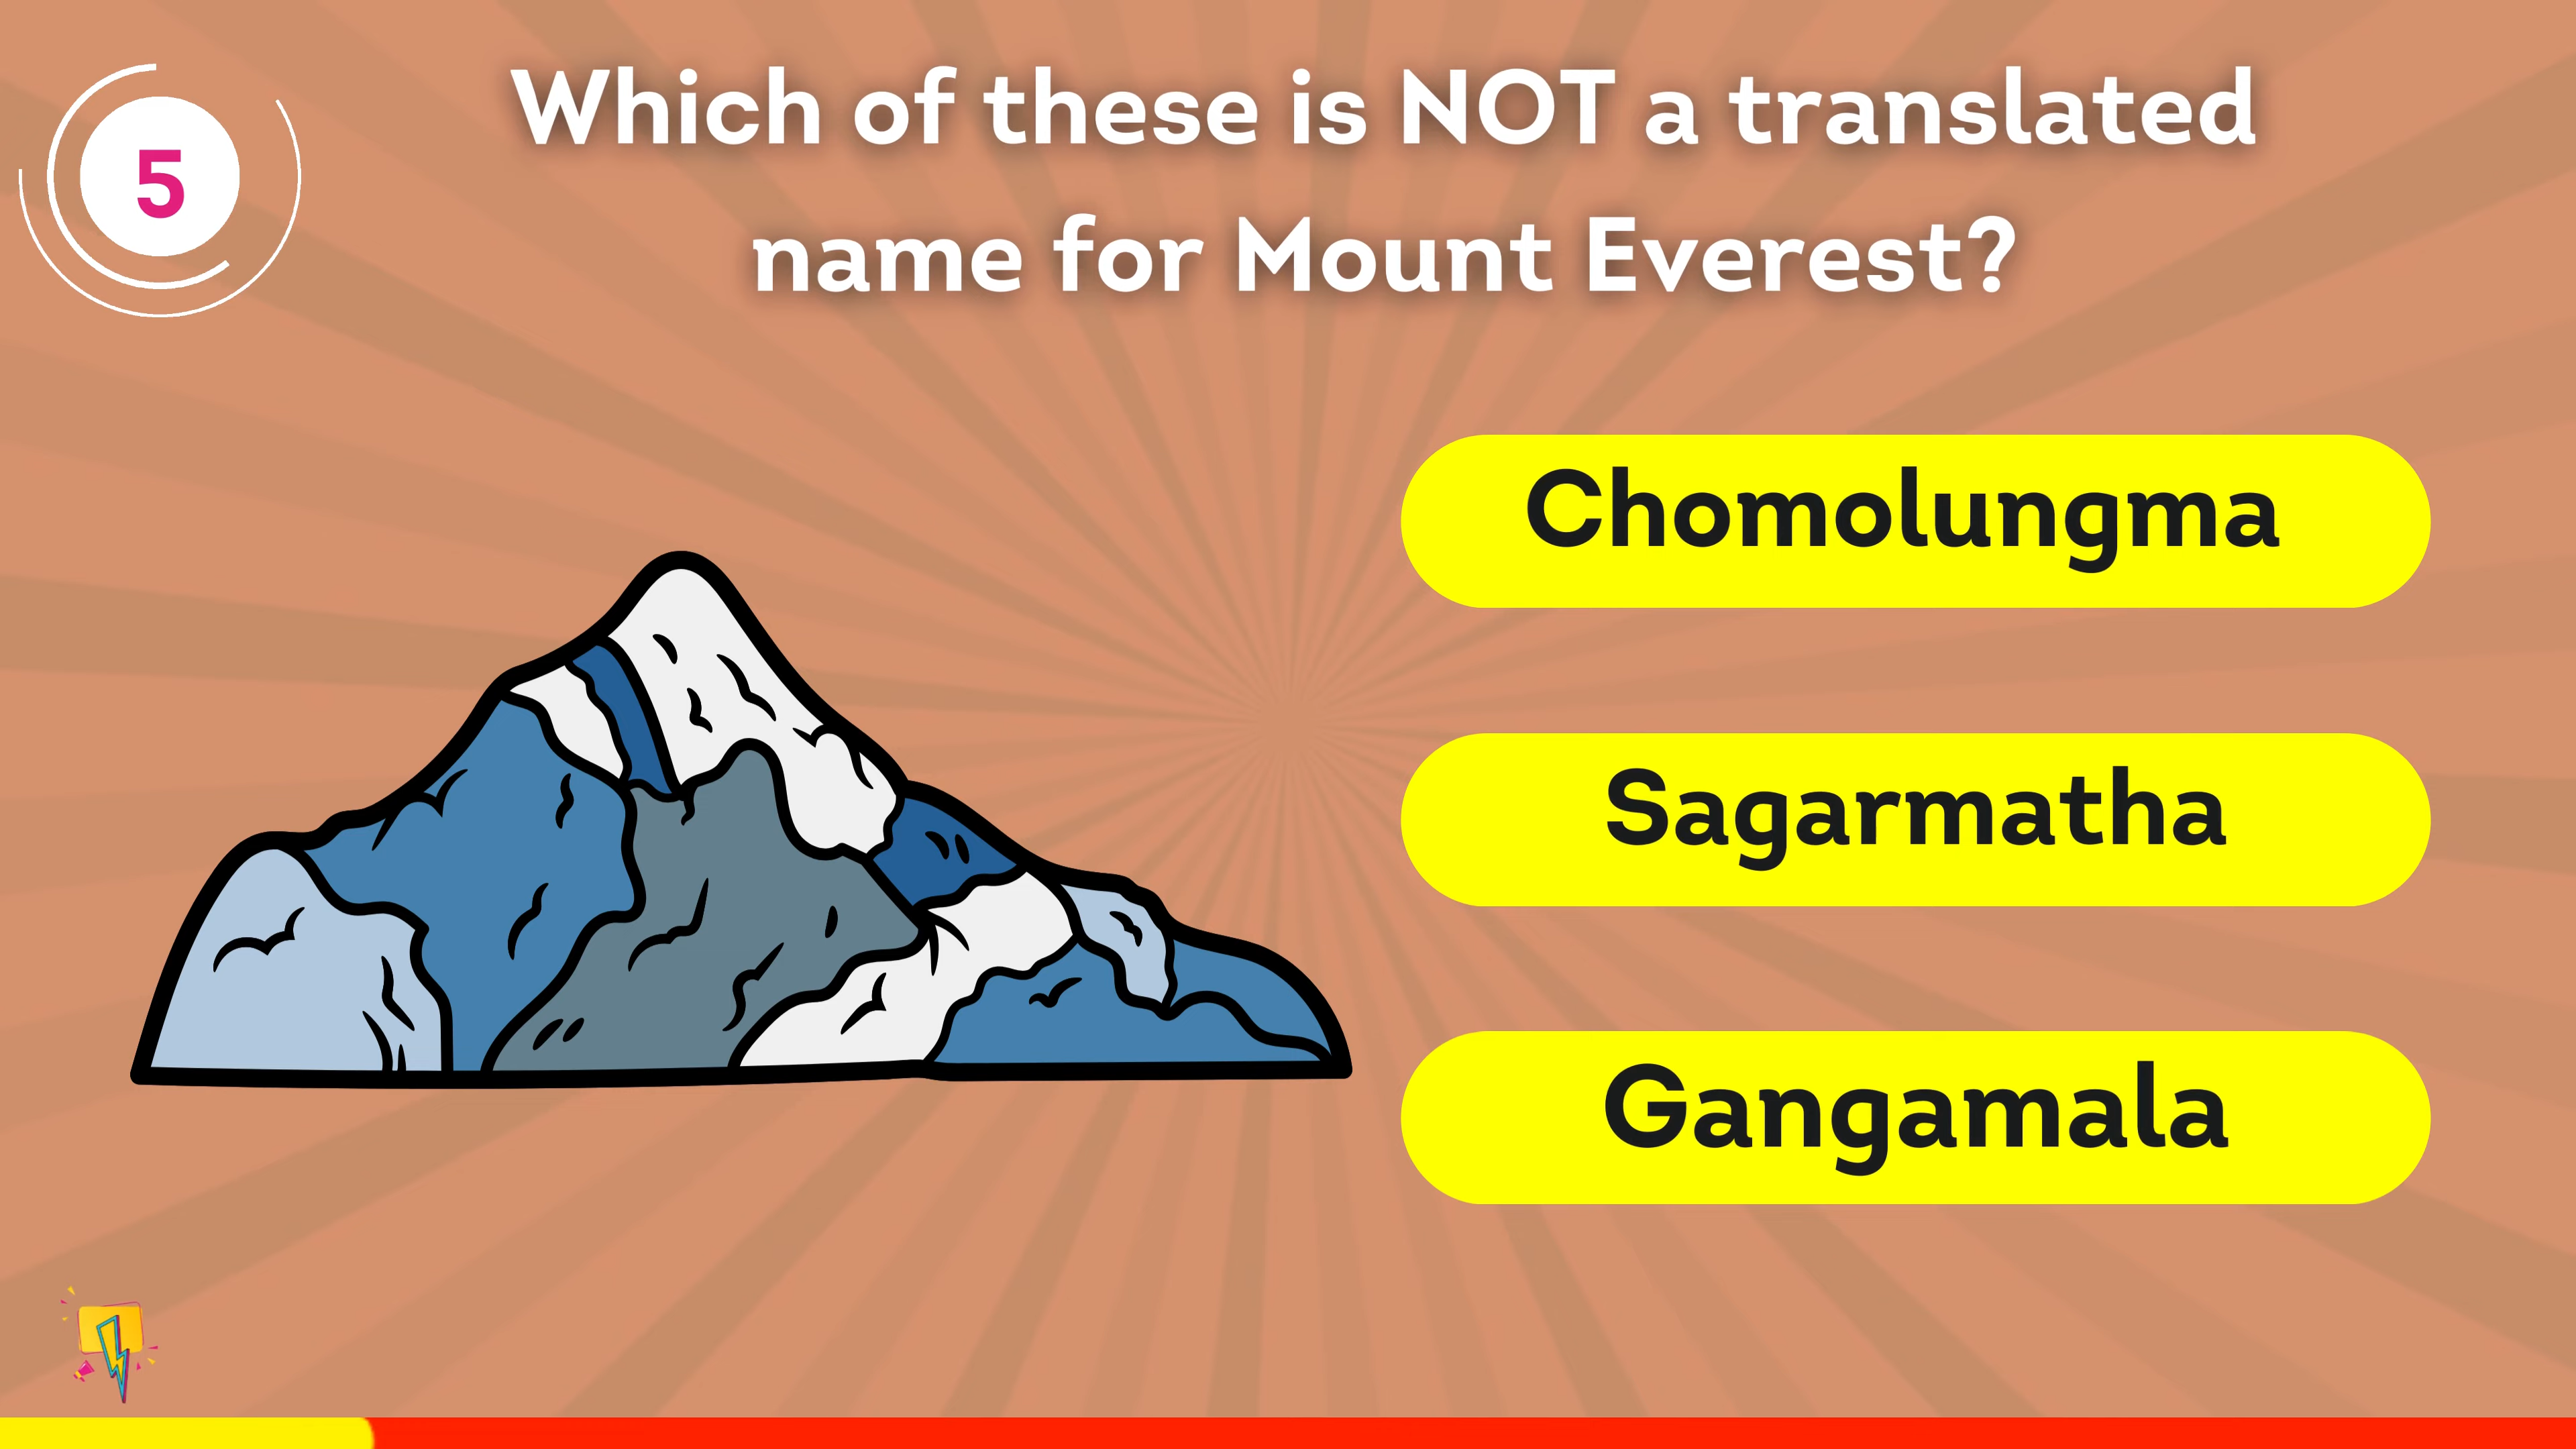 5
Which of these is NOT a translated
name for Mount Everest?
Chomolungma
Sagarmatha
Gangamala